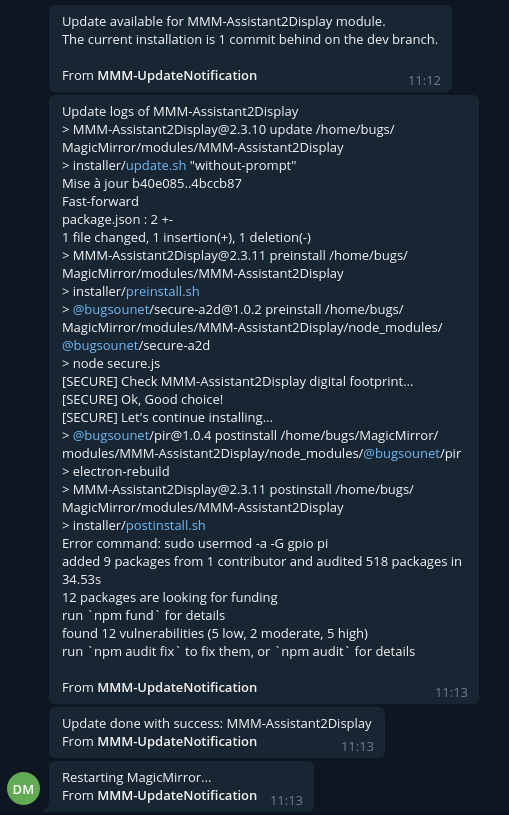 Update available for MMM-Assistant2Display module.
The current installation is 1 commit behind on the dev branch.
From MMM-UpdateNotification
11:12
Update logs of MMM-Assistant2Display
> MMM-Assistant2Display@2.3.10 update /home/bugs/
MagicMirror/modules/MMM-Assistant2Display
> installer/update.sh "without-prompt"
Mise à jour b40e085..4bccb87
Fast-forward
package.json : 2 +-
1 file changed, 1 insertion(+), 1 deletion(-)
> MMM-Assistant2Display@2.3.11 preinstall /home/bugs/
MagicMirror/modules/MMM-Assistant2Display
> installer/preinstall.sh
> @bugsounet/secure-a2d@1.0.2 preinstall /home/bugs/
MagicMirror/modules/MMM-Assistant2Display/node_modules/
@bugsounet/secure-a2d
> node secure.js
[SECURE] Check MMM-Assistant2Display digital footprint...
[SECURE] Ok, Good choice!
[SECURE] Let's continue installing...
> @bugsounet/pir@1.0.4 postinstall /home/bugs/MagicMirror/
modules/MMM-Assistant2Display/node_modules/@bugsounet/pir
> electron-rebuild
> MMM-Assistant2Display@2.3.11 postinstall /home/bugs/
MagicMirror/modules/MMM-Assistant2Display
> installer/postinstall.sh
Error command: sudo usermod -a -G gpio pi
added 9 packages from 1 contributor and audited 518 packages in
34.53s
12 packages are looking for funding
run `npm fund` for details
found 12 vulnerabilities (5 low, 2 moderate, 5 high)
run `npm audit fix` to fix them, or `npm audit` for details
From MMM-UpdateNotification
11:13
Update done with success: MMM-Assistant2Display
From MMM-UpdateNotification
11:13
DM
Restarting MagicMirror...
From MMM-UpdateNotification
11:13